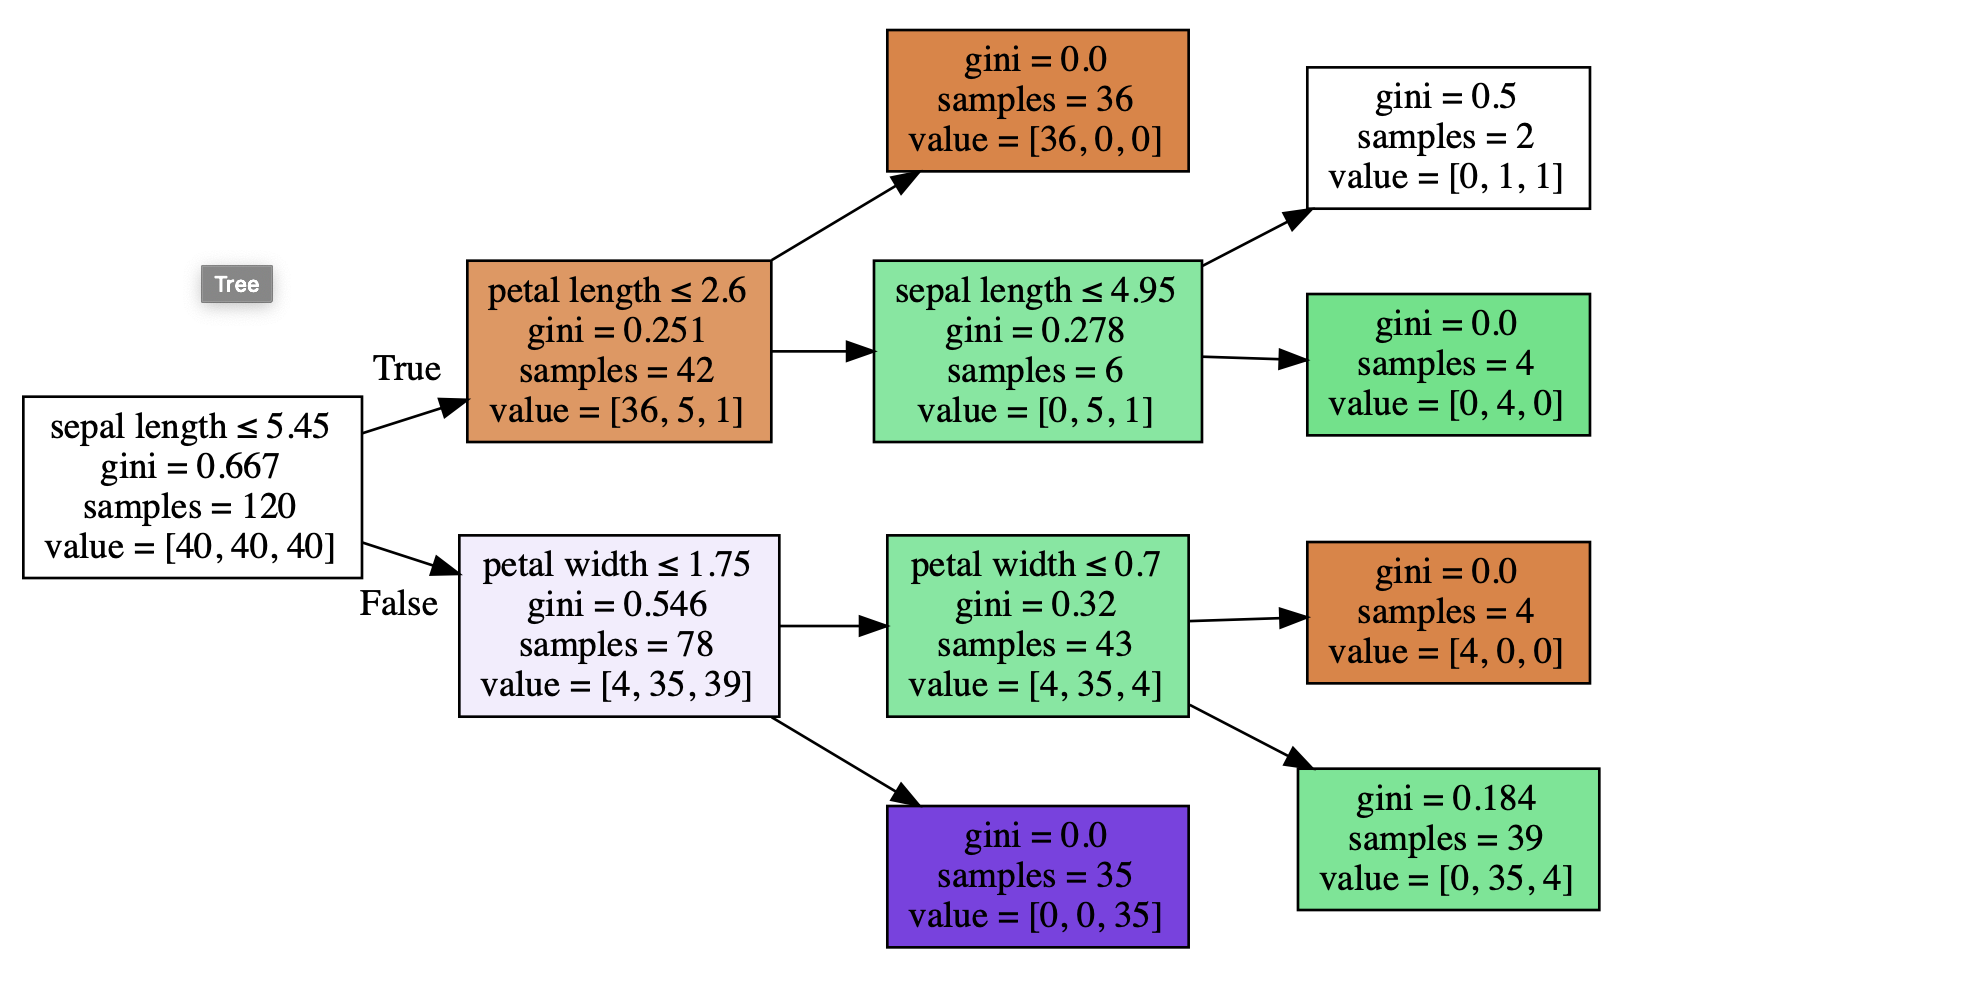 Tree
sepal length ≤ 5.45
gini = 0.667
samples = 120
value = [40, 40, 40]
True
False
petal length ≤ 2.6
gini = 0.251
samples = 42
value = [36, 5, 1]
petal width ≤ 1.75
gini = 0.546
samples = 78
value = [4, 35, 39]
gini = 0.0
samples = 36
value = [36, 0, 0]
sepal length ≤ 4.95
gini = 0.278
samples = 6
value = [0, 5, 1]
petal width ≤ 0.7
gini = 0.32
samples = 43
value = [4, 35, 4]
gini = 0.0
samples = 35
value = [0, 0, 35]
gini = 0.5
samples = 2
value = [0, 1, 1]
gini = 0.0
samples = 4
value = [0, 4, 0]
gini = 0.0
samples = 4
value = [4, 0, 0]
gini = 0.184
samples = 39
value = [0, 35, 4]